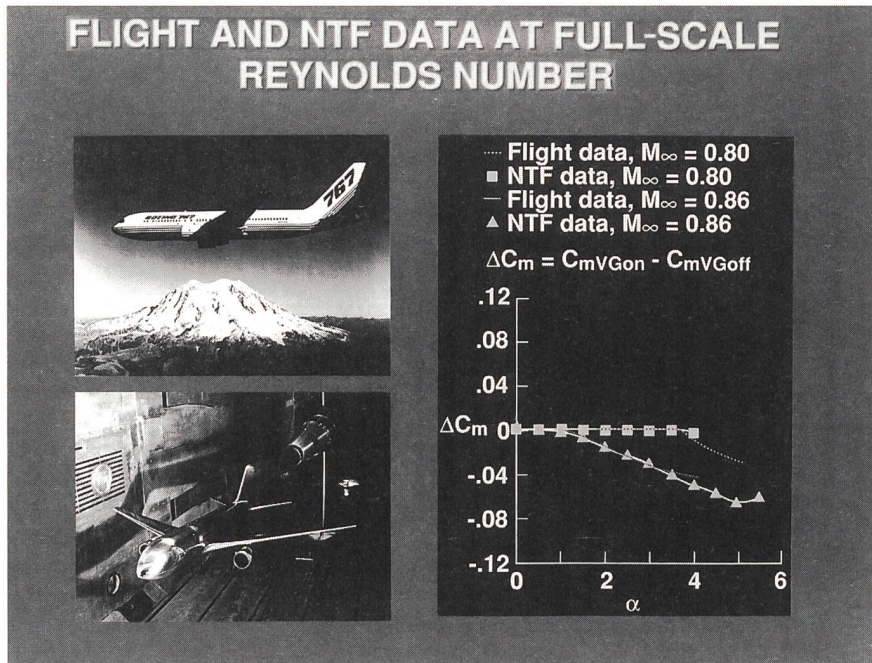 FLIGHT AND NTF DATA AT FULL-SCALE
REYNOLDS NUMBER
BOEING 767
767
Flight data, M∞ = 0.80
NTF data, M∞ = 0.80
Flight data, M∞ = 0.86
NTF data, M∞ = 0.86
ΔCm = CmVGon - CmVGoff
.12
.08
.04
ΔCm 0
-.04
-.08
-.12
0 2 4 6
α